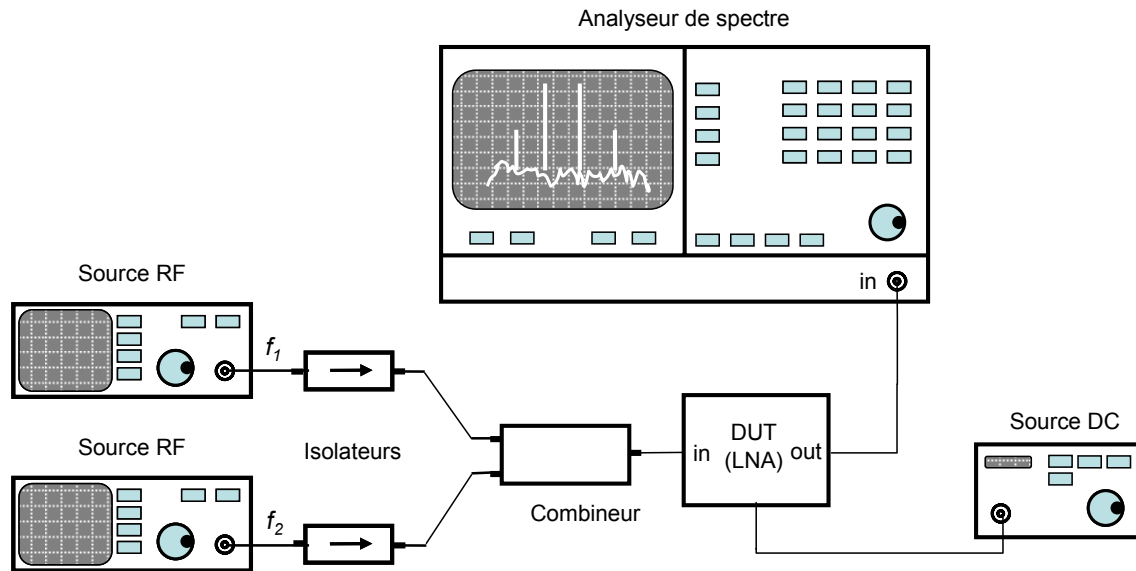 Analyseur de spectre
in
Source RF
f1
Source RF
f2
Isolateurs
Combineur
in
DUT
(LNA)
out
Source DC